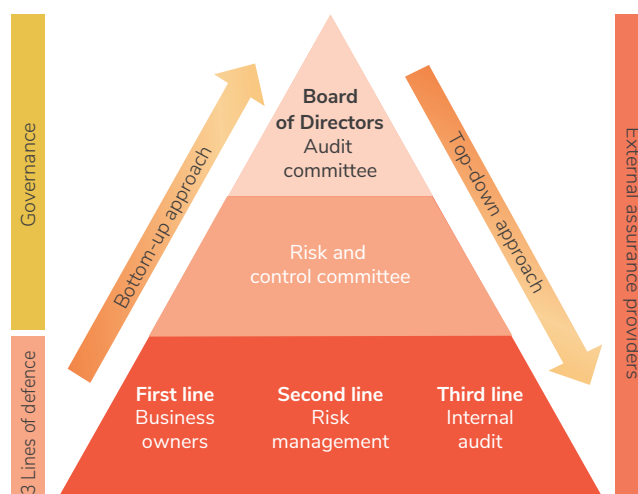 Governance
3 Lines of defence
Bottom-up approach
Board
of Directors
Audit
committee
Risk and
control committee
First line
Business
owners
Second line
Risk
management
Third line
Internal
audit
Top-down approach
External assurance providers